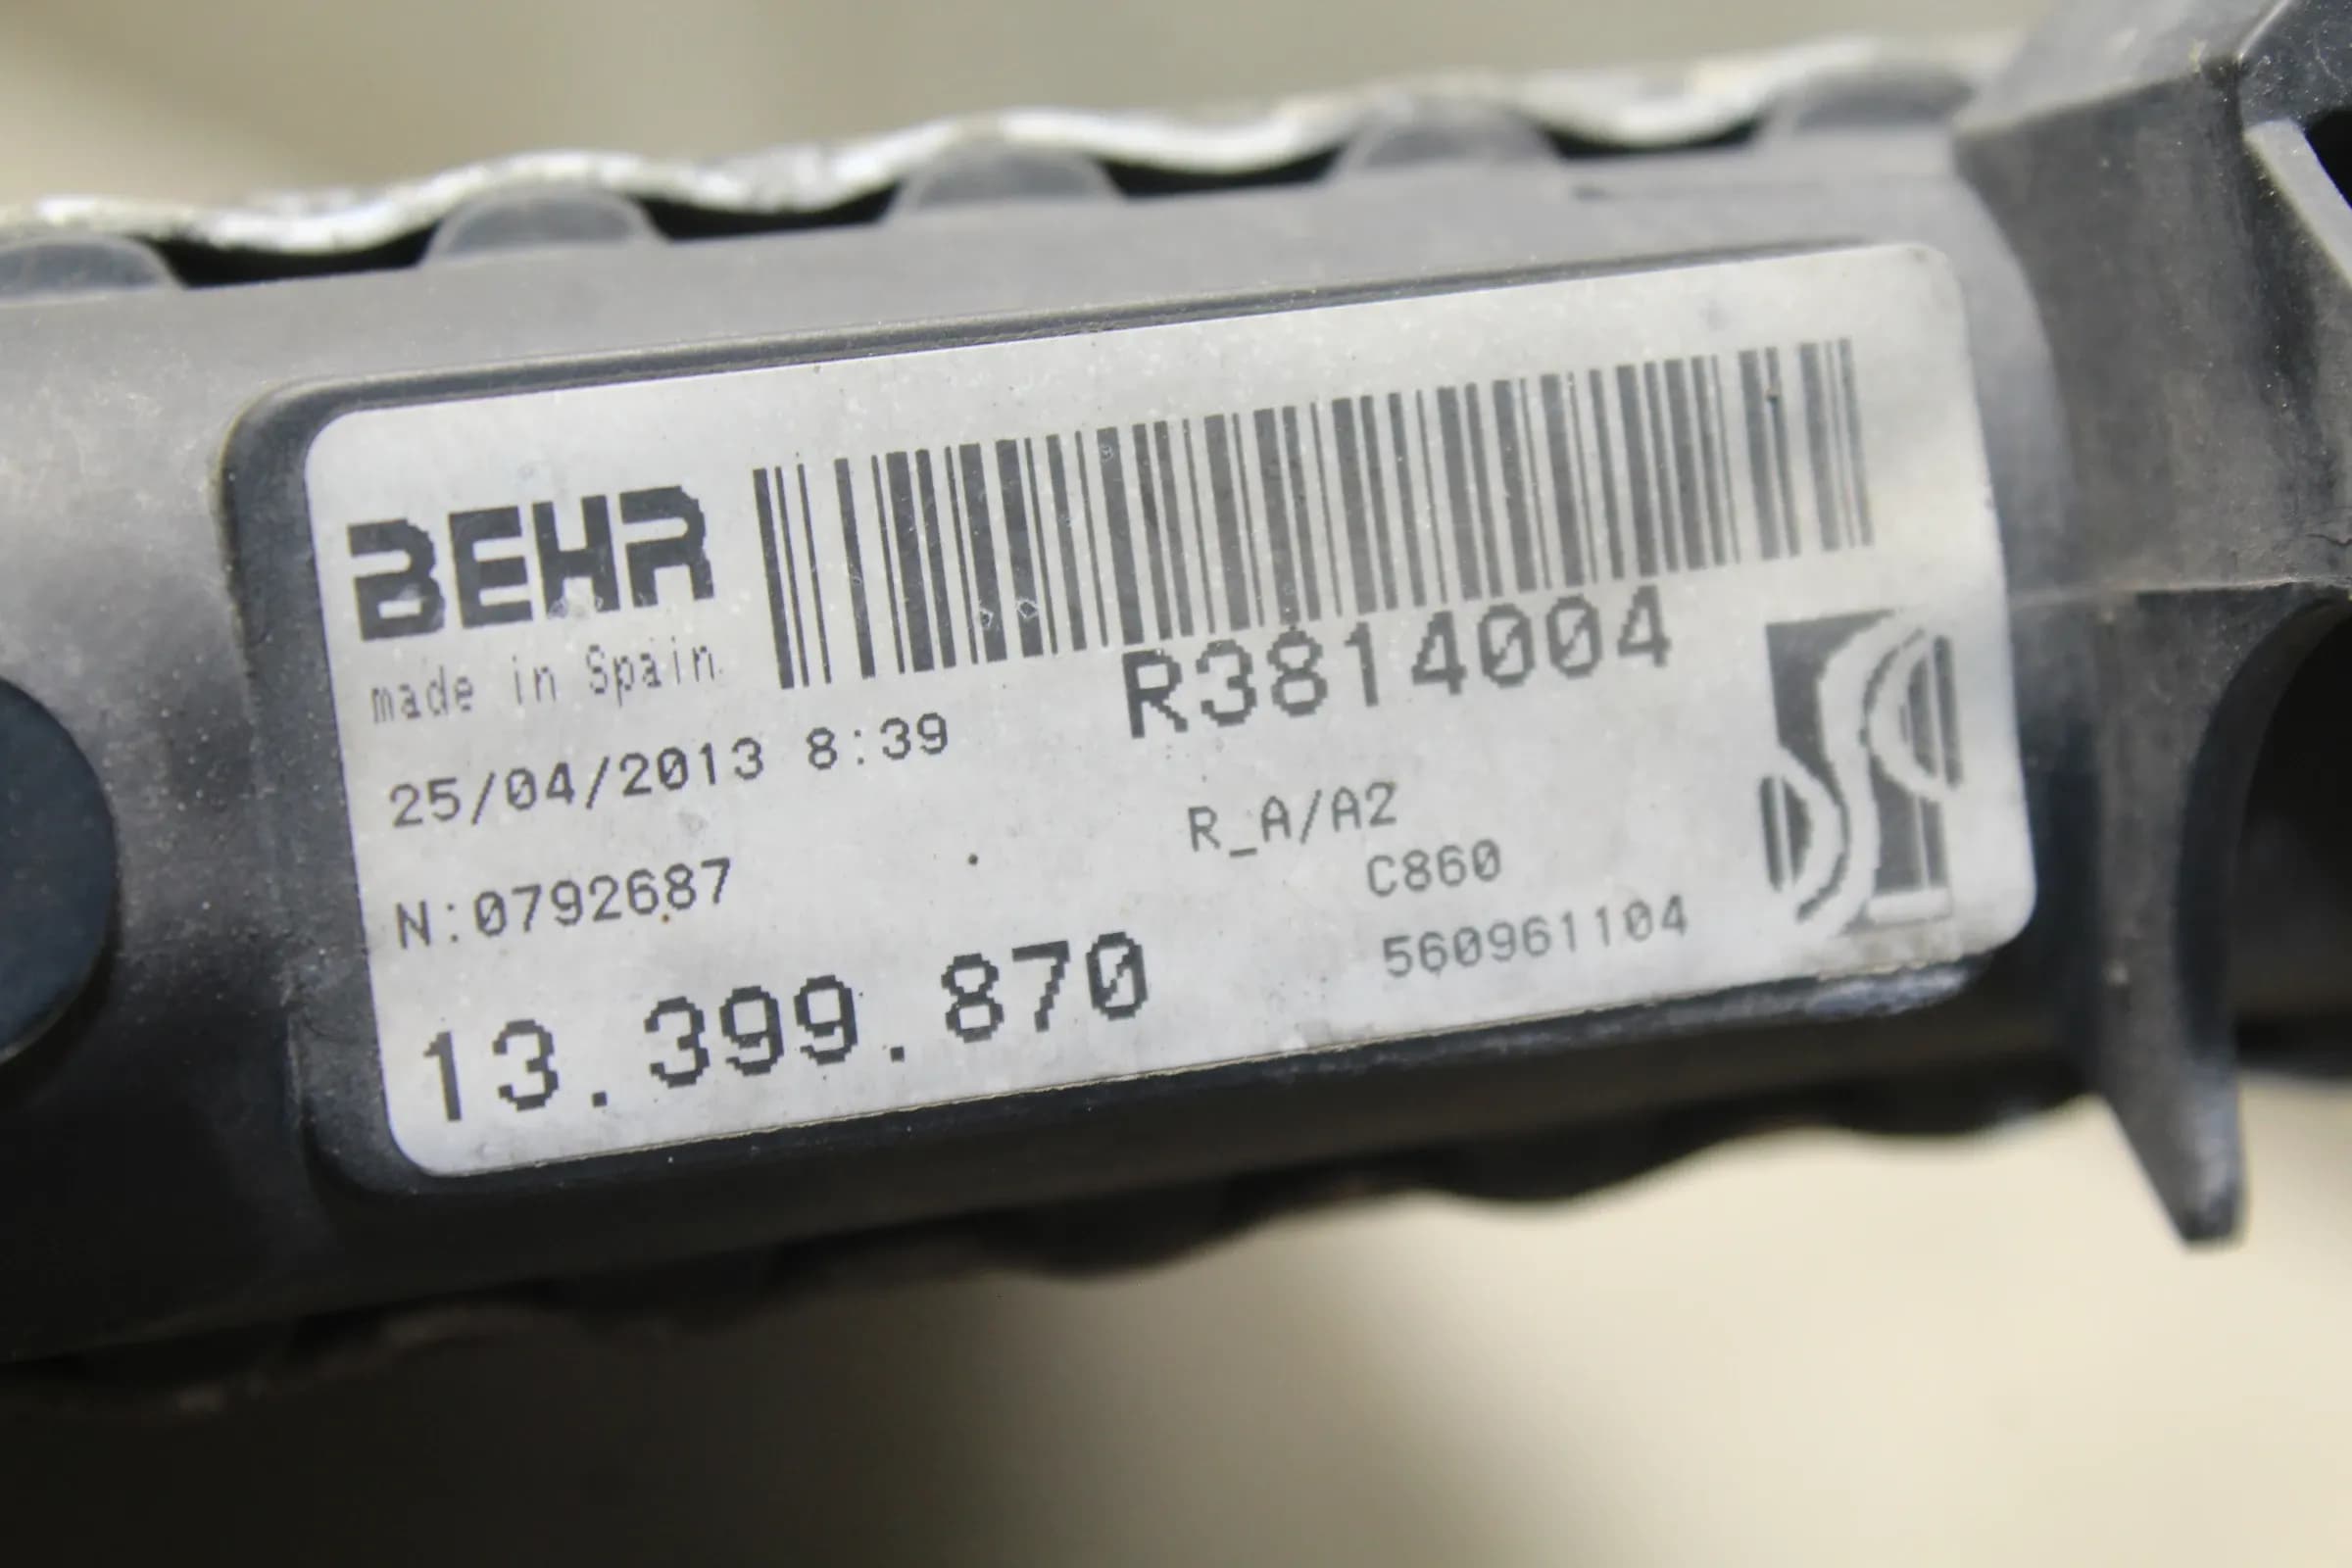 BEHR
made in Spain
R3814004
25/04/2013 8:39
R_A/A2
C860
N:0792687
560961104
13.399.870